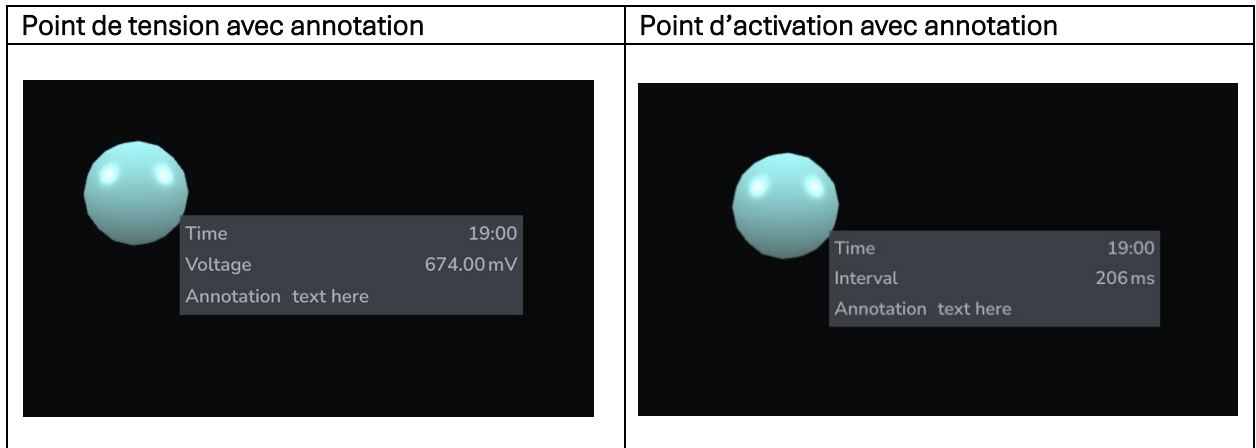 Point de tension avec annotation
Point d’activation avec annotation
Time 19:00
Voltage 674.00 mV
Annotation text here
Time 19:00
Interval 206 ms
Annotation text here